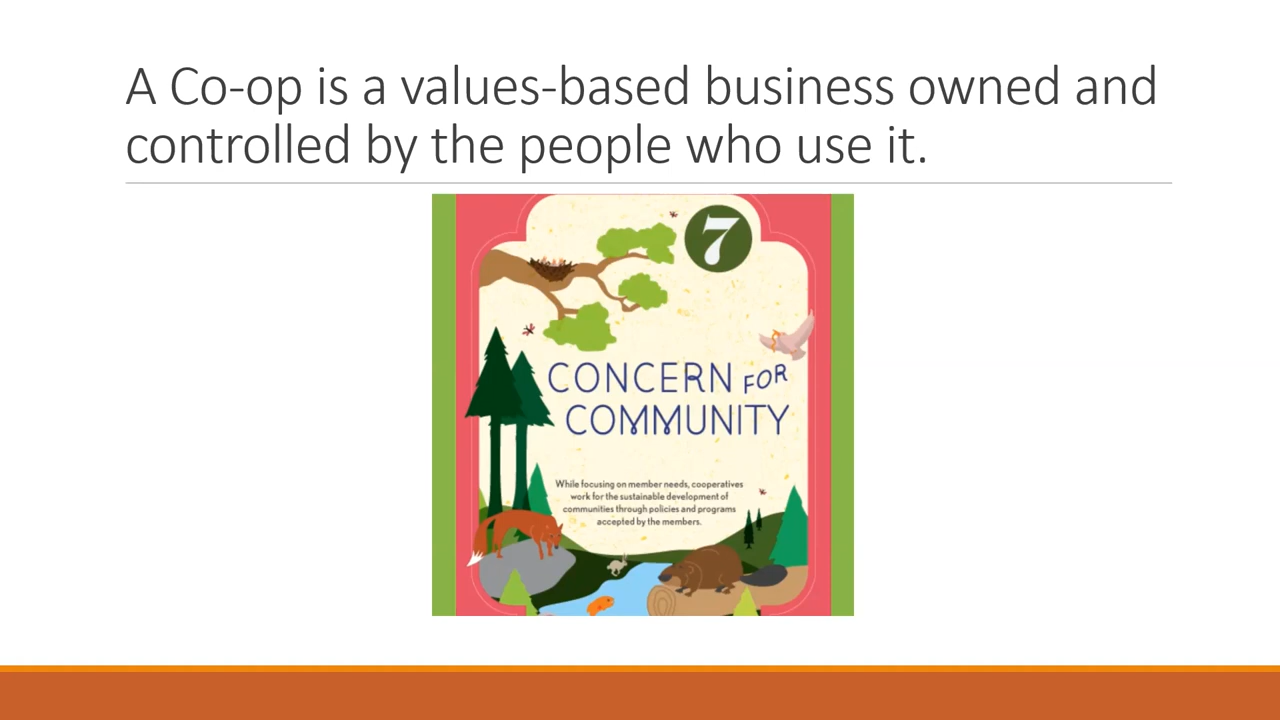 A Co-op is a values-based business owned and
controlled by the people who use it.
7
CONCERN FOR
COMMUNITY
While focusing on member needs, cooperatives
work for the sustainable development of
communities through policies and programs
accepted by the members.